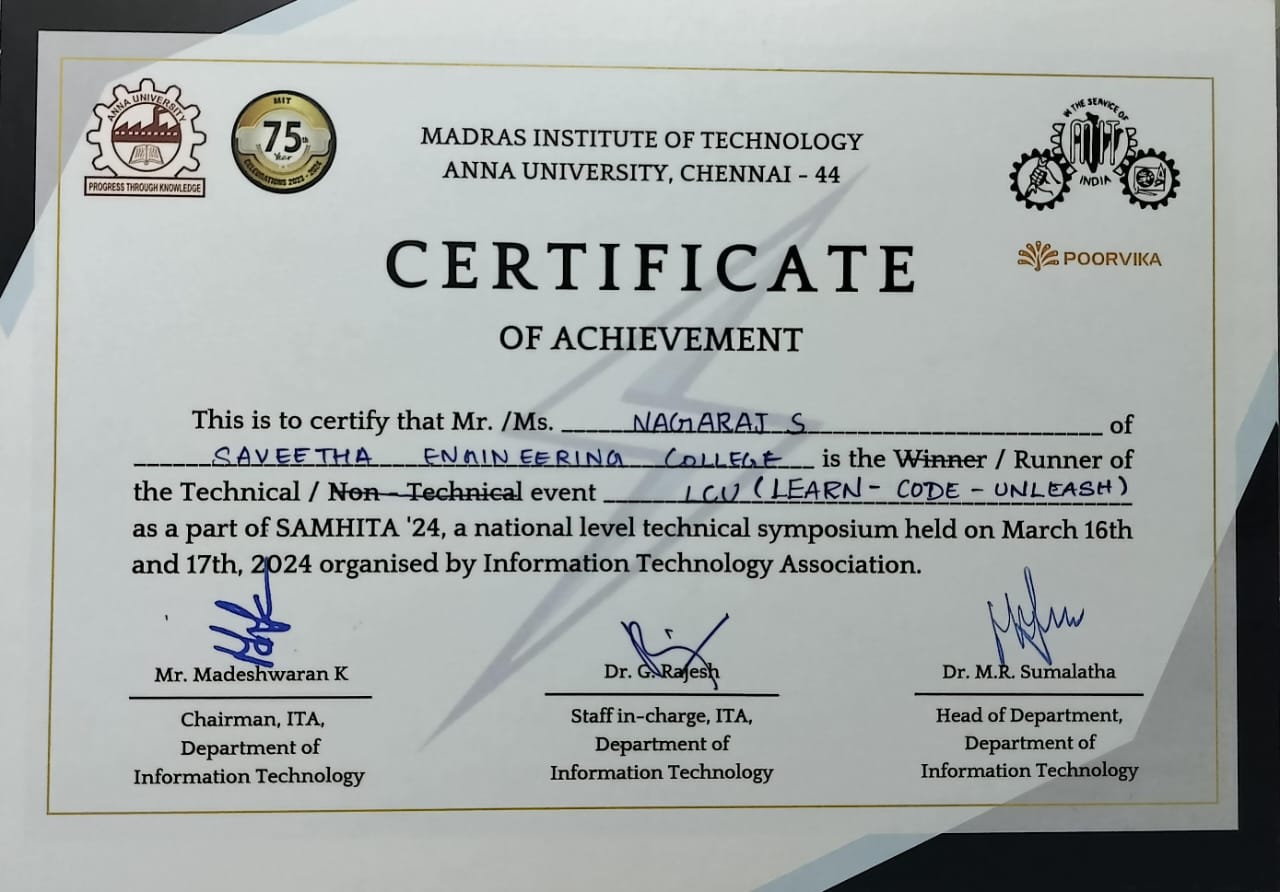 ANNA UNIVERSITY
PROGRESS THROUGH KNOWLEDGE
MIT
75th
Year
CELEBRATIONS 2023 - 2024
MADRAS INSTITUTE OF TECHNOLOGY
ANNA UNIVERSITY, CHENNAI - 44
IN THE SERVICE OF
MIT
INDIA
POORVIKA
CERTIFICATE
OF ACHIEVEMENT
This is to certify that Mr. /Ms. NAGARAJ S of
SAVEETHA ENGINEERING COLLEGE is the Winner / Runner of
the Technical / Non - Technical event LCU (LEARN - CODE - UNLEASH)
as a part of SAMHITA '24, a national level technical symposium held on March 16th
and 17th, 2024 organised by Information Technology Association.
Mr. Madeshwaran K
Chairman, ITA,
Department of
Information Technology
Dr. G. Rajesh
Staff in-charge, ITA,
Department of
Information Technology
Dr. M.R. Sumalatha
Head of Department,
Department of
Information Technology